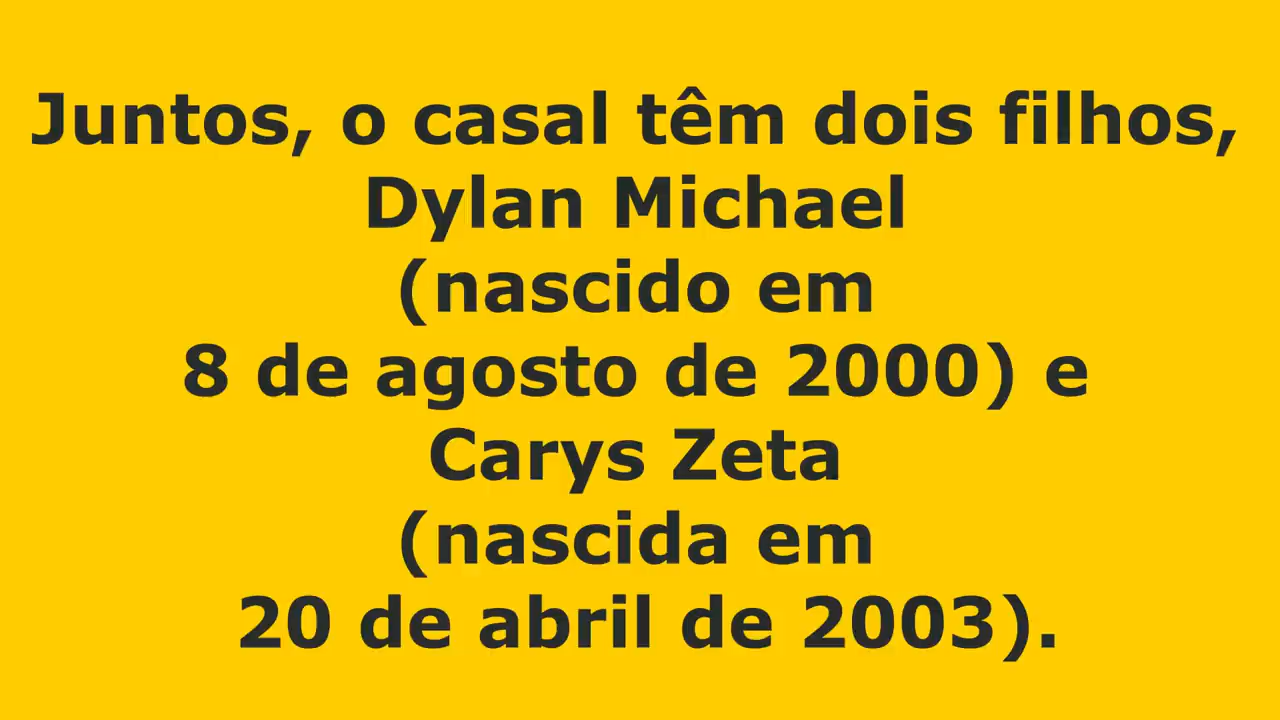 Juntos, o casal têm dois filhos,
Dylan Michael
(nascido em
8 de agosto de 2000) e
Carys Zeta
(nascida em
20 de abril de 2003).